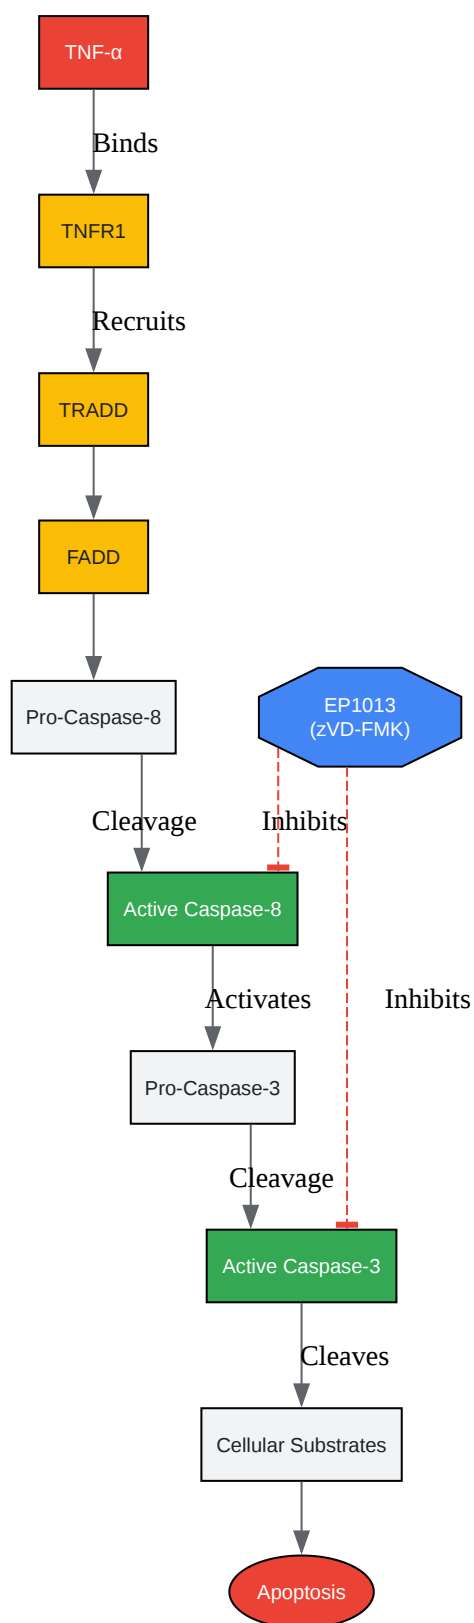 TNF-α
Binds
TNFR1
Recruits
TRADD
FADD
Pro-Caspase-8
EP1013
(zVD-FMK)
Cleavage
Inhibits
Active Caspase-8
Activates
Inhibits
Pro-Caspase-3
Cleavage
Active Caspase-3
Cleaves
Cellular Substrates
Apoptosis